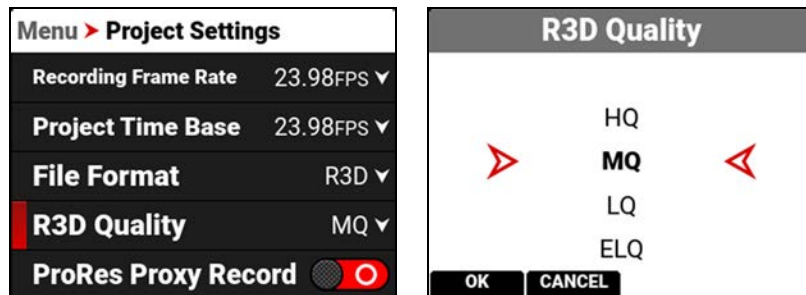 Menu > Project Settings
Recording Frame Rate 23.98FPS
Project Time Base 23.98FPS
File Format R3D
R3D Quality MQ
ProRes Proxy Record
R3D Quality
HQ
MQ
LQ
ELQ
OK CANCEL